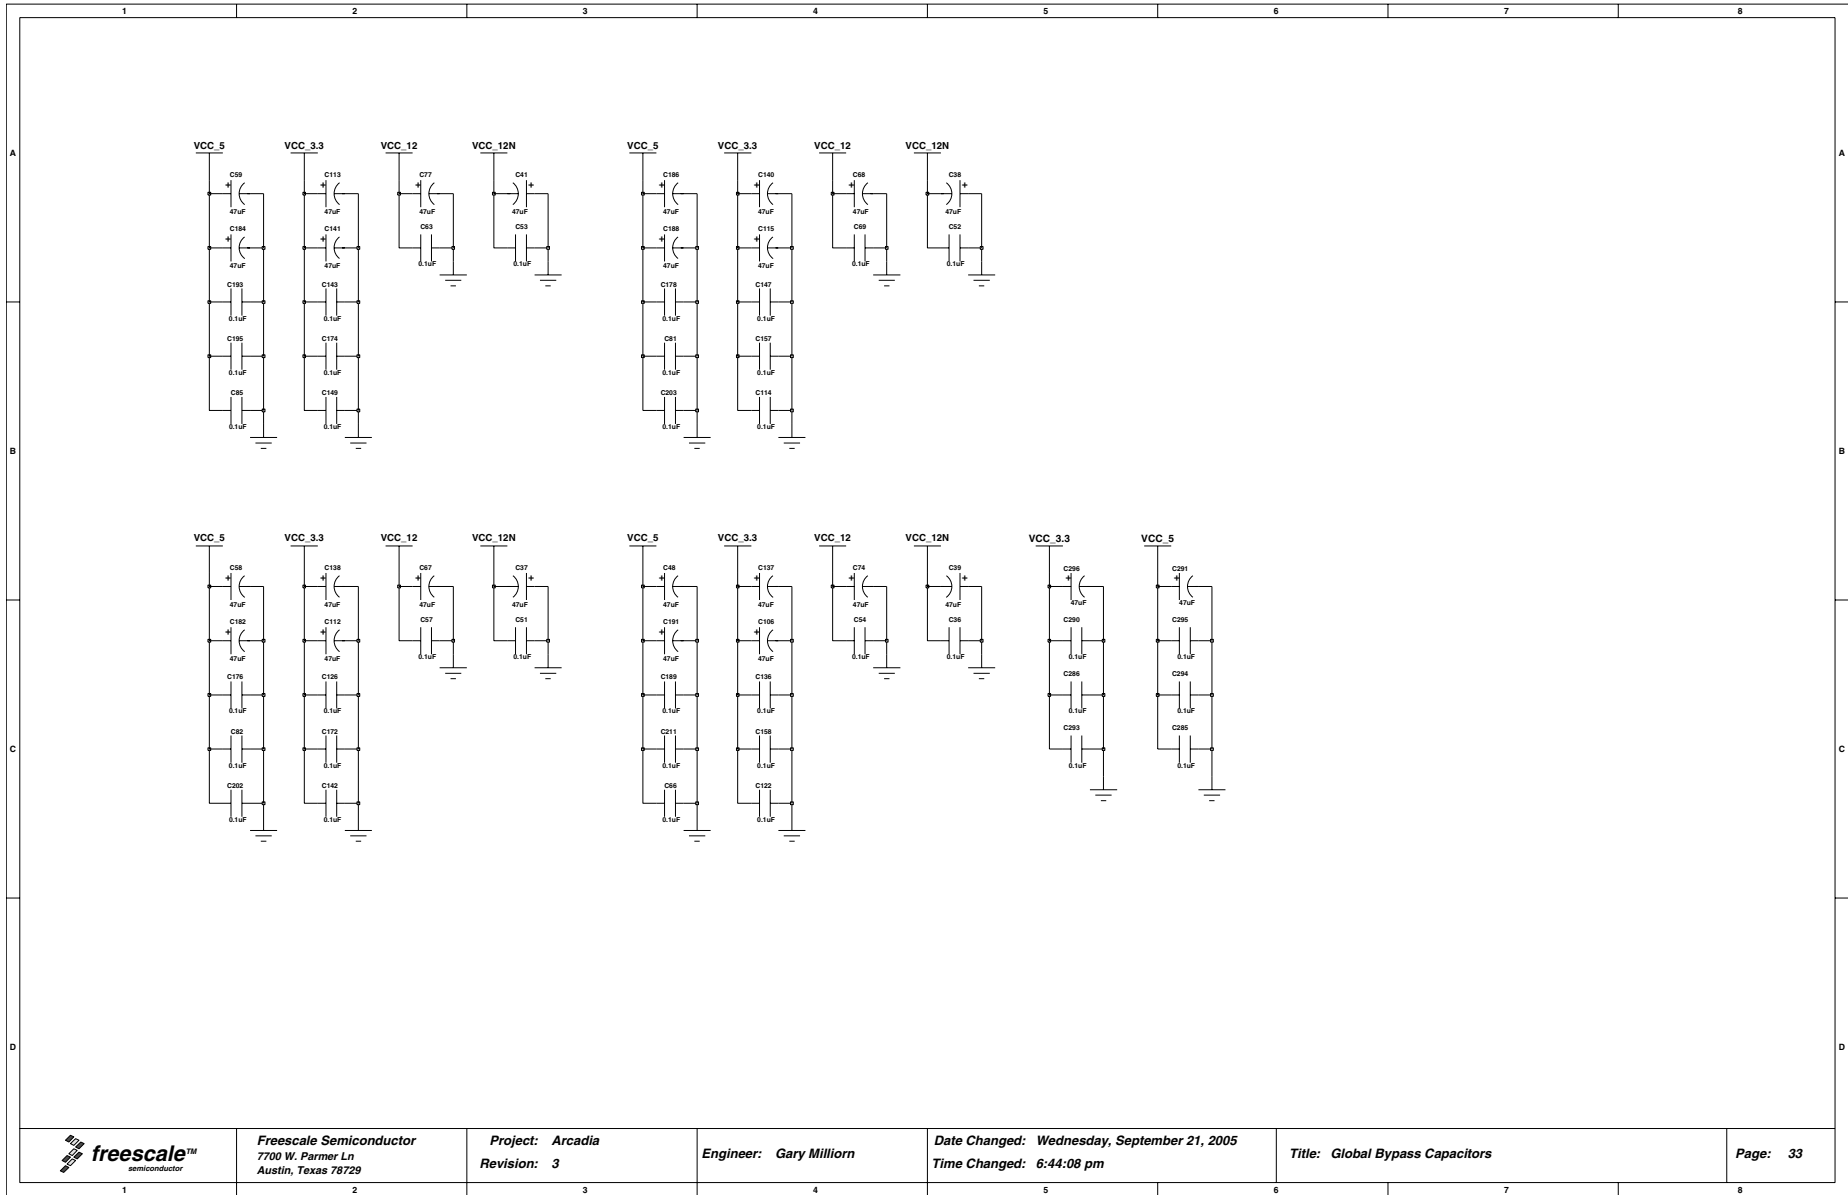 1 2 3 4 5 6 7 8
A A
VCC_5 VCC_3.3 VCC_12 VCC_12N VCC_5 VCC_3.3 VCC_12 VCC_12N
C59 C113 C77 C41 C186 C140 C68 C38
+ + + + + + + +
47uF 47uF 47uF 47uF 47uF 47uF 47uF 47uF
C184 C141 C63 C53 C188 C115 C69 C52
+ + + +
47uF 47uF 0.1uF 0.1uF 47uF 47uF 0.1uF 0.1uF
C193 C143 C178 C147
0.1uF 0.1uF 0.1uF 0.1uF
C195 C174 C81 C157
0.1uF 0.1uF 0.1uF 0.1uF
C85 C149 C203 C114
0.1uF 0.1uF 0.1uF 0.1uF
B B
VCC_5 VCC_3.3 VCC_12 VCC_12N VCC_5 VCC_3.3 VCC_12 VCC_12N VCC_3.3 VCC_5
C58 C138 C67 C37 C48 C137 C74 C39 C296 C291
+ + + + + + + + + +
47uF 47uF 47uF 47uF 47uF 47uF 47uF 47uF 47uF 47uF
C182 C112 C57 C51 C191 C106 C54 C36 C290 C295
+ + + +
47uF 47uF 0.1uF 0.1uF 47uF 47uF 0.1uF 0.1uF 0.1uF 0.1uF
C176 C126 C189 C136 C286 C294
0.1uF 0.1uF 0.1uF 0.1uF 0.1uF 0.1uF
C82 C172 C211 C158 C293 C285
C C
0.1uF 0.1uF 0.1uF 0.1uF 0.1uF 0.1uF
C202 C142 C66 C122
0.1uF 0.1uF 0.1uF 0.1uF
D D
freescale™
semiconductor
Freescale Semiconductor
7700 W. Parmer Ln
Austin, Texas 78729
Project: Arcadia
Revision: 3
Engineer: Gary Milliorn
Date Changed: Wednesday, September 21, 2005
Time Changed: 6:44:08 pm
Title: Global Bypass Capacitors
Page: 33
1 2 3 4 5 6 7 8